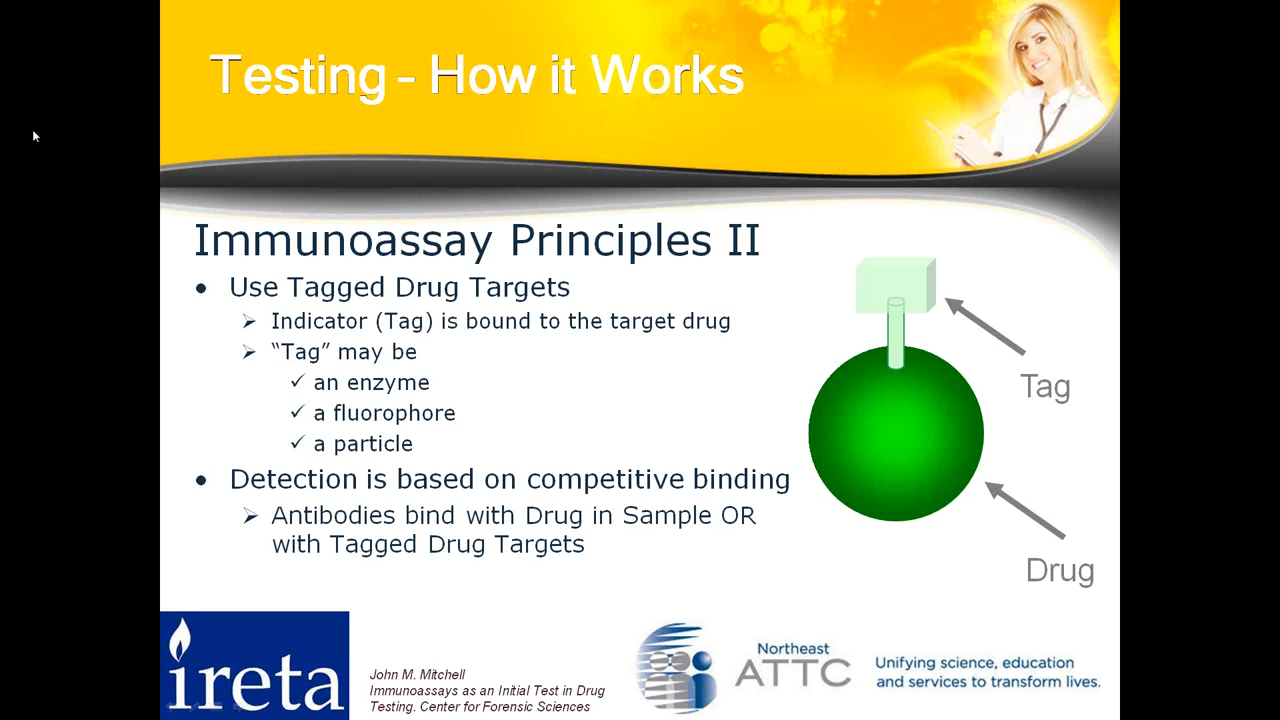 Testing - How it Works
Immunoassay Principles II
• Use Tagged Drug Targets
➢ Indicator (Tag) is bound to the target drug
➢ “Tag” may be
✓ an enzyme
✓ a fluorophore
✓ a particle
• Detection is based on competitive binding
➢ Antibodies bind with Drug in Sample OR
with Tagged Drug Targets
Tag
Drug
ireta
John M. Mitchell
Immunoassays as an Initial Test in Drug
Testing. Center for Forensic Sciences
Northeast
ATTC
Unifying science, education
and services to transform lives.